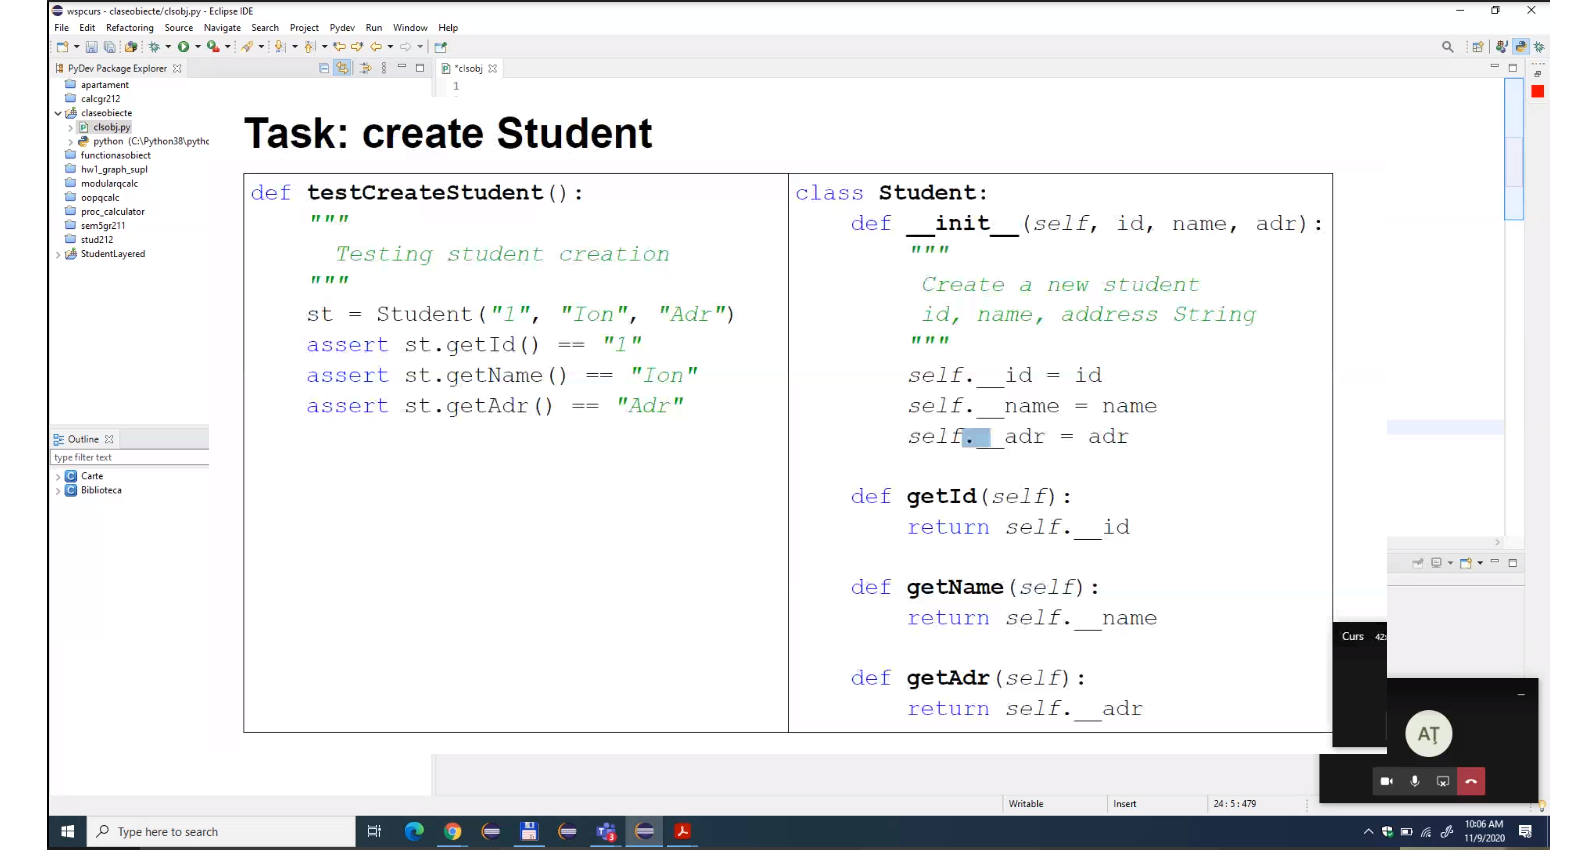 wspcurs - claseobiecte/clsobj.py - Eclipse IDE
File Edit Refactoring Source Navigate Search Project Pydev Run Window Help
PyDev Package Explorer
*clsobj
apartament
calcgr212
claseobiecte
clsobj.py
python (C:\Python38\pytho
functionasobiect
hw1_graph_supl
modularqcalc
oopqcalc
proc_calculator
sem5gr211
stud212
StudentLayered
Outline
type filter text
Carte
Biblioteca
1
Task: create Student
def testCreateStudent():
"""
Testing student creation
"""
st = Student("1", "Ion", "Adr")
assert st.getId() == "1"
assert st.getName() == "Ion"
assert st.getAdr() == "Adr"
class Student:
def __init__(self, id, name, adr):
"""
Create a new student
id, name, address String
"""
self.__id = id
self.__name = name
self.__adr = adr
def getId(self):
return self.__id
def getName(self):
return self.__name
def getAdr(self):
return self.__adr
Curs 42:
AŢ
Writable Insert 24 : 5 : 479
Type here to search
3
10:06 AM
11/9/2020